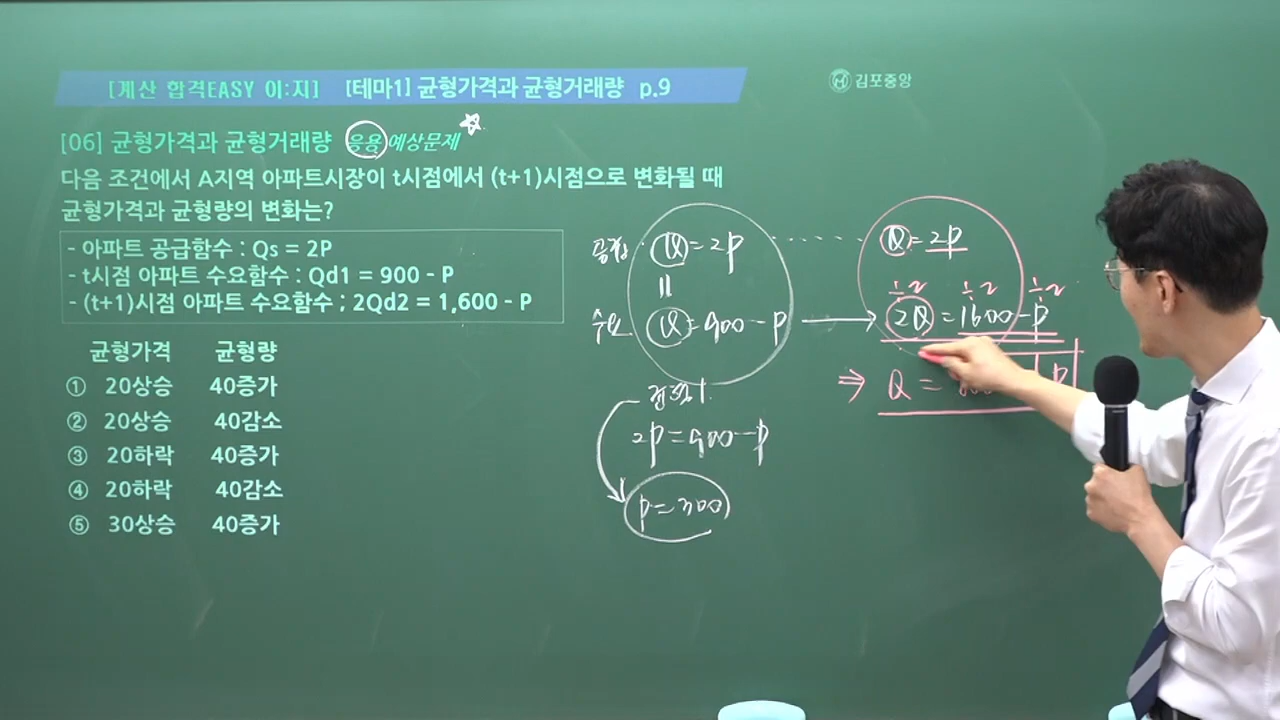 [계산 합격EASY 이:지] [테마1] 균형가격과 균형거래량 p.9
김포중앙
[06] 균형가격과 균형거래량 응용 예상문제
다음 조건에서 A지역 아파트시장이 t시점에서 (t+1)시점으로 변화될 때
균형가격과 균형량의 변화는?
- 아파트 공급함수 : Qs = 2P
- t시점 아파트 수요함수 : Qd1 = 900 - P
- (t+1)시점 아파트 수요함수 ; 2Qd2 = 1,600 - P
균형가격 균형량
① 20상승 40증가
② 20상승 40감소
③ 20하락 40증가
④ 20하락 40감소
⑤ 30상승 40증가
Q = 2P
Q = 900 - P
2P = 900 - P
P = 300
Q = 2P
÷2 ÷2 ÷2
2Q = 1600 - P
⇒ Q =